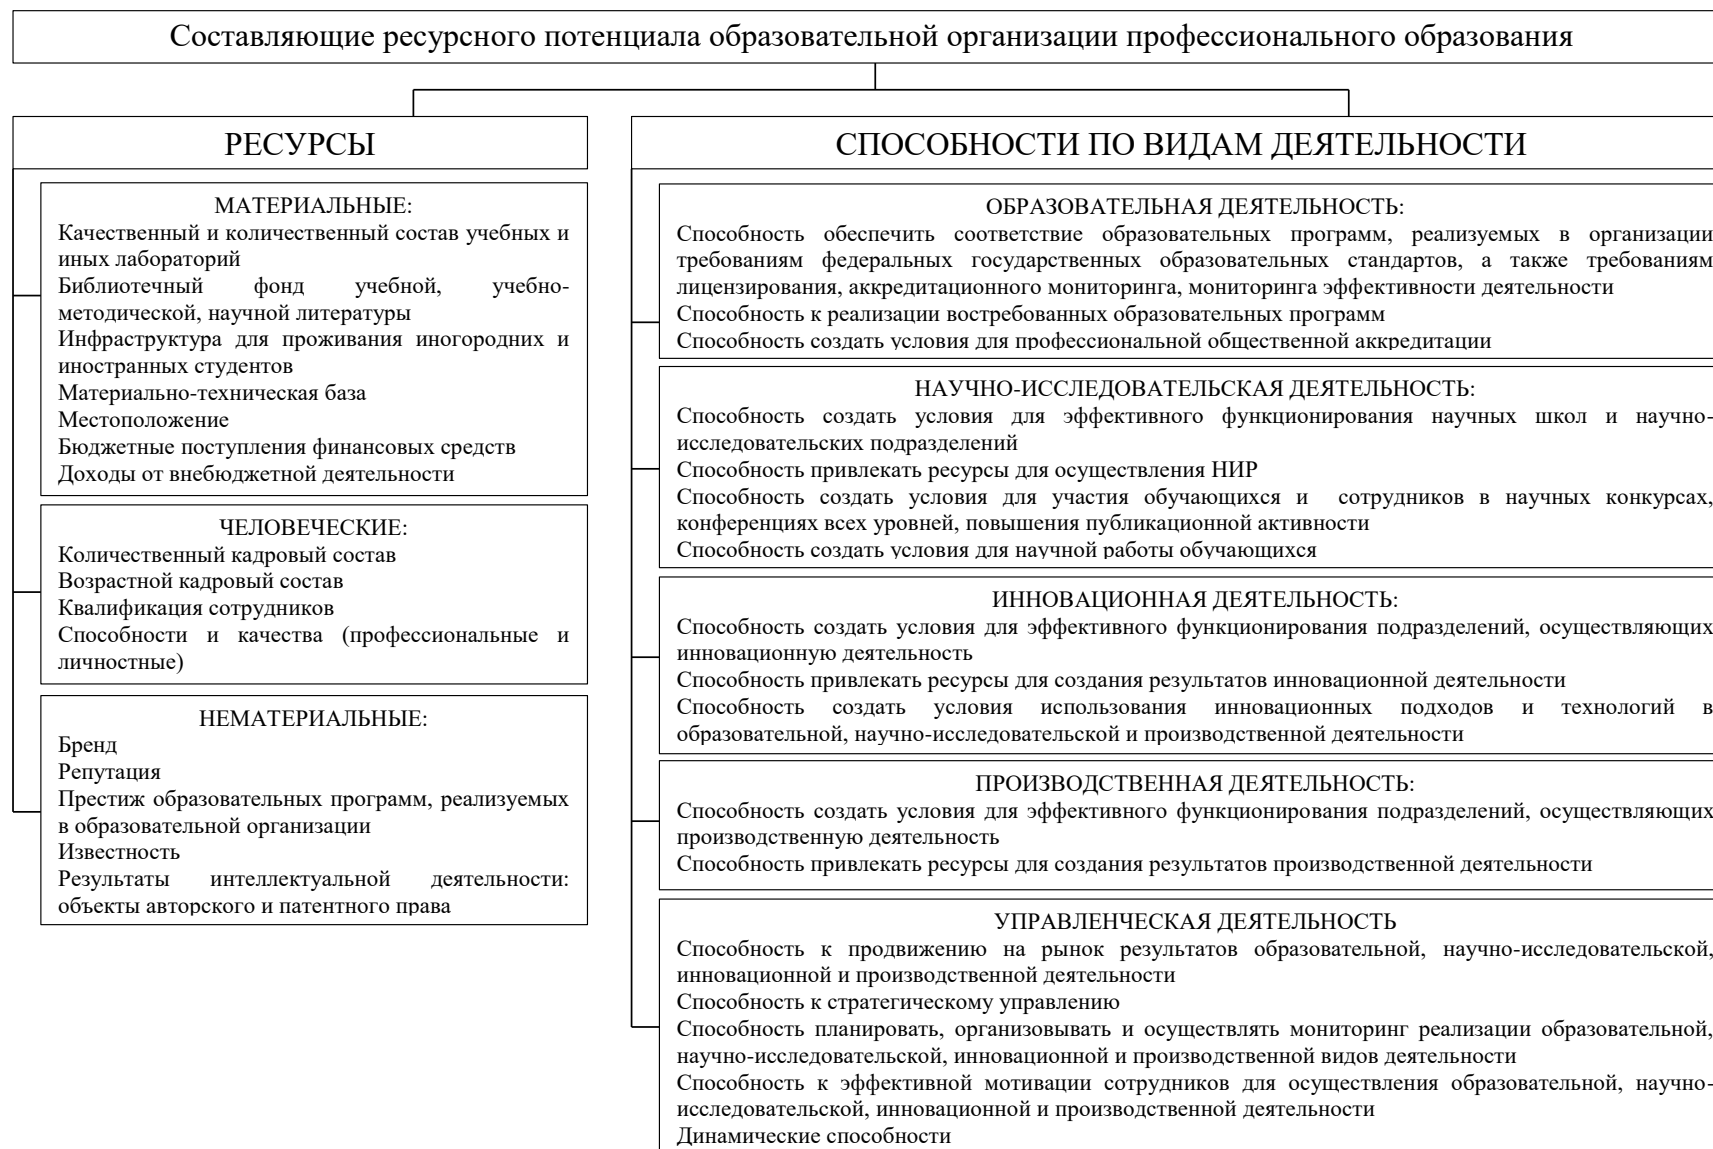 Составляющие ресурсного потенциала образовательной организации профессионального образования
РЕСУРСЫ
МАТЕРИАЛЬНЫЕ:
Качественный и количественный состав учебных и
иных лабораторий
Библиотечный фонд учебной, учебно-
методической, научной литературы
Инфраструктура для проживания иногородних и
иностранных студентов
Материально-техническая база
Местоположение
Бюджетные поступления финансовых средств
Доходы от внебюджетной деятельности
ЧЕЛОВЕЧЕСКИЕ:
Количественный кадровый состав
Возрастной кадровый состав
Квалификация сотрудников
Способности и качества (профессиональные и
личностные)
НЕМАТЕРИАЛЬНЫЕ:
Бренд
Репутация
Престиж образовательных программ, реализуемых
в образовательной организации
Известность
Результаты интеллектуальной деятельности:
объекты авторского и патентного права
СПОСОБНОСТИ ПО ВИДАМ ДЕЯТЕЛЬНОСТИ
ОБРАЗОВАТЕЛЬНАЯ ДЕЯТЕЛЬНОСТЬ:
Способность обеспечить соответствие образовательных программ, реализуемых в организации
требованиям федеральных государственных образовательных стандартов, а также требованиям
лицензирования, аккредитационного мониторинга, мониторинга эффективности деятельности
Способность к реализации востребованных образовательных программ
Способность создать условия для профессиональной общественной аккредитации
НАУЧНО-ИССЛЕДОВАТЕЛЬСКАЯ ДЕЯТЕЛЬНОСТЬ:
Способность создать условия для эффективного функционирования научных школ и научно-
исследовательских подразделений
Способность привлекать ресурсы для осуществления НИР
Способность создать условия для участия обучающихся и сотрудников в научных конкурсах,
конференциях всех уровней, повышения публикационной активности
Способность создать условия для научной работы обучающихся
ИННОВАЦИОННАЯ ДЕЯТЕЛЬНОСТЬ:
Способность создать условия для эффективного функционирования подразделений, осуществляющих
инновационную деятельность
Способность привлекать ресурсы для создания результатов инновационной деятельности
Способность создать условия использования инновационных подходов и технологий в
образовательной, научно-исследовательской и производственной деятельности
ПРОИЗВОДСТВЕННАЯ ДЕЯТЕЛЬНОСТЬ:
Способность создать условия для эффективного функционирования подразделений, осуществляющих
производственную деятельность
Способность привлекать ресурсы для создания результатов производственной деятельности
УПРАВЛЕНЧЕСКАЯ ДЕЯТЕЛЬНОСТЬ
Способность к продвижению на рынок результатов образовательной, научно-исследовательской,
инновационной и производственной деятельности
Способность к стратегическому управлению
Способность планировать, организовывать и осуществлять мониторинг реализации образовательной,
научно-исследовательской, инновационной и производственной видов деятельности
Способность к эффективной мотивации сотрудников для осуществления образовательной, научно-
исследовательской, инновационной и производственной деятельности
Динамические способности